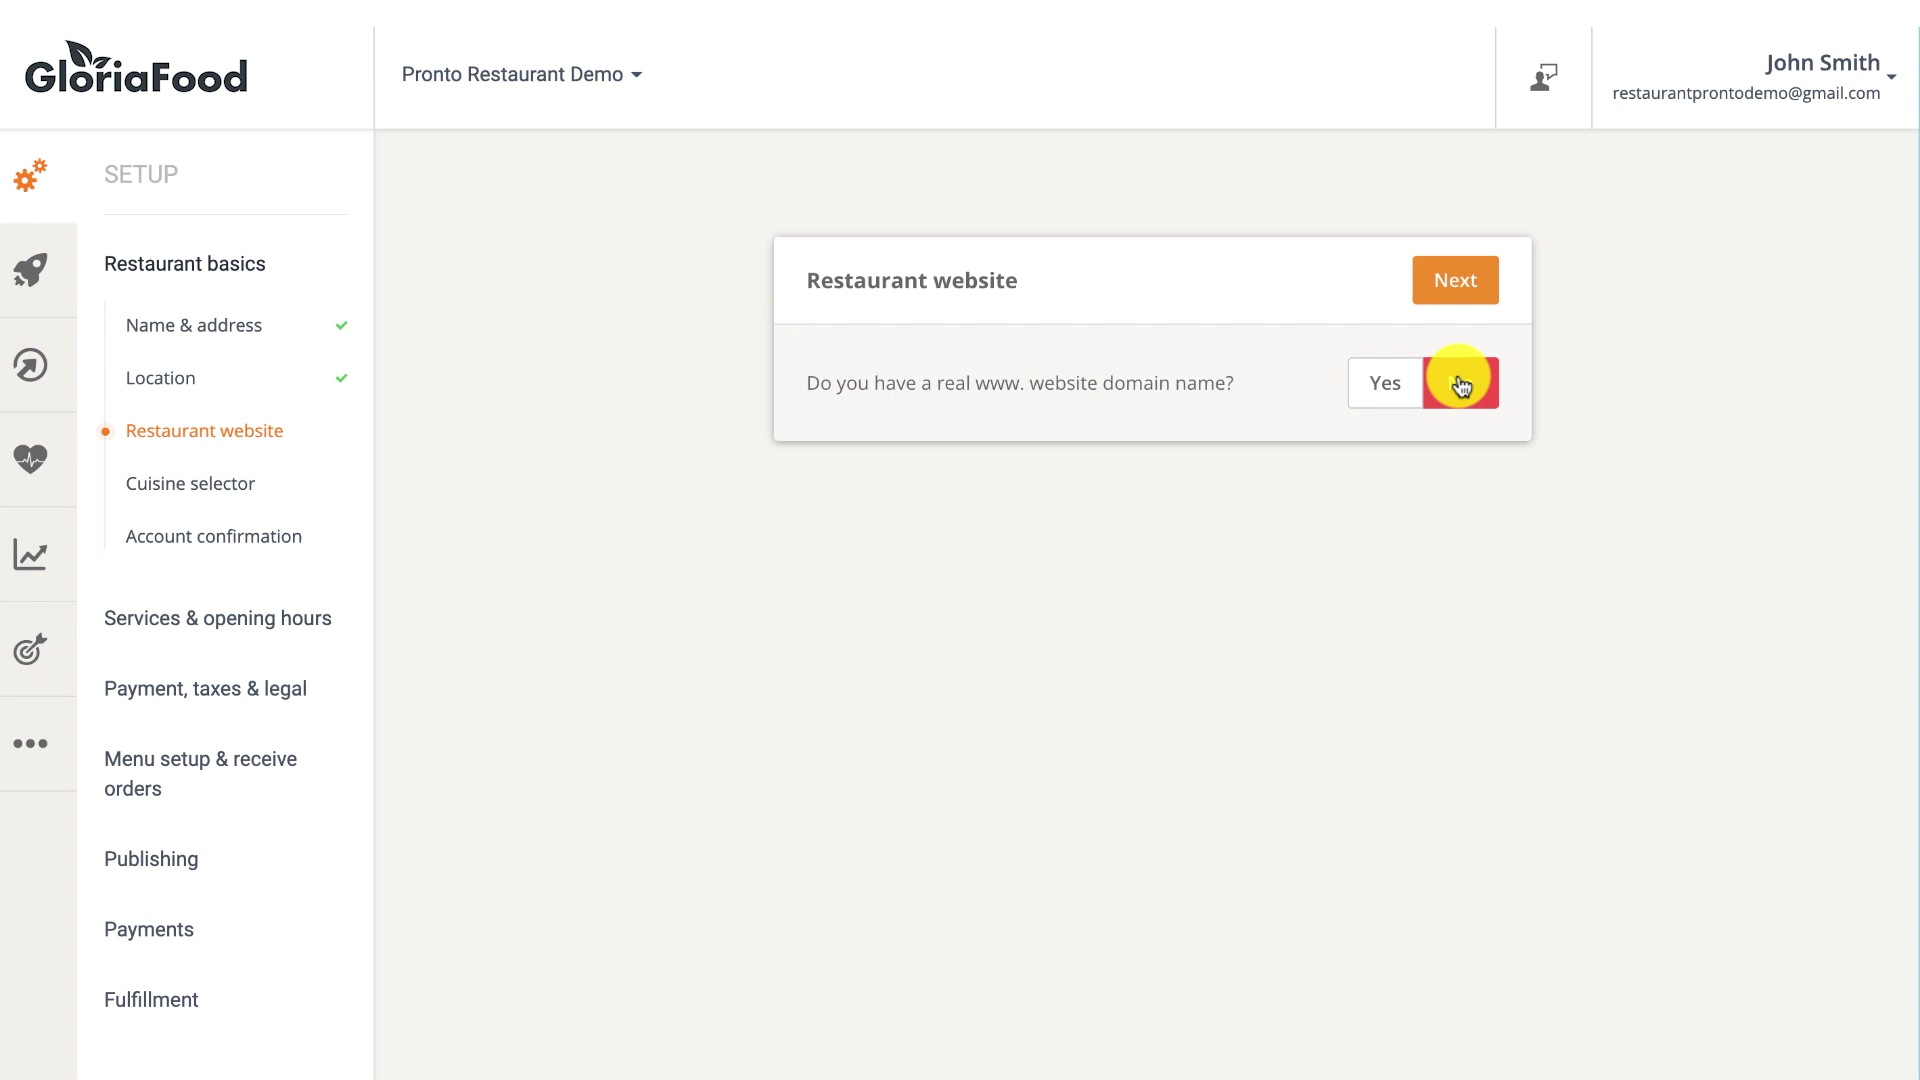 GloriaFood
Pronto Restaurant Demo
John Smith
restaurantprontodemo@gmail.com
SETUP
Restaurant basics
Name & address
Location
Restaurant website
Cuisine selector
Account confirmation
Services & opening hours
Payment, taxes & legal
Menu setup & receive
orders
Publishing
Payments
Fulfillment
Restaurant website
Next
Do you have a real www. website domain name?
Yes